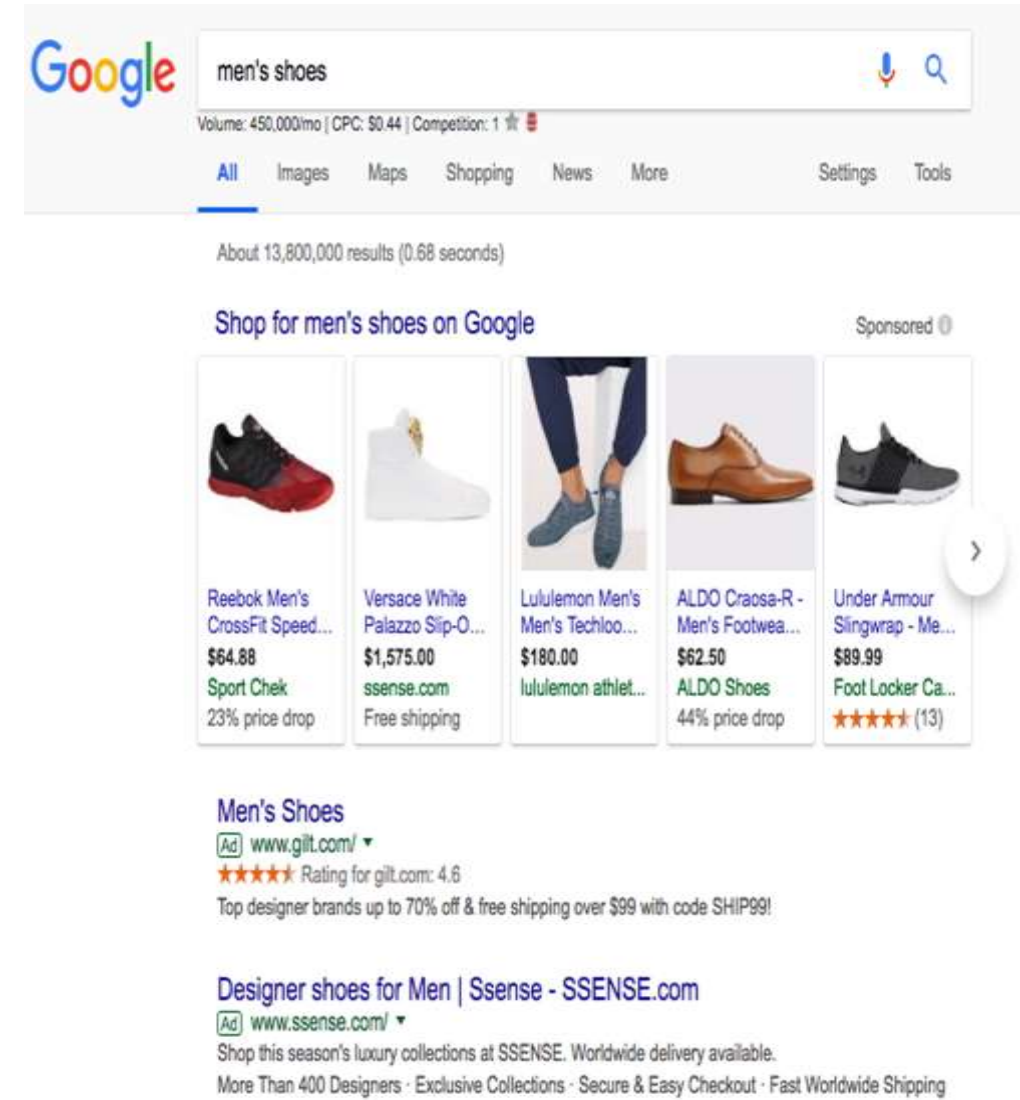 Google
men's shoes
Volume: 450,000/mo | CPC: $0.44 | Competition: 1
All Images Maps Shopping News More Settings Tools
About 13,800,000 results (0.68 seconds)
Shop for men's shoes on Google Sponsored
Reebok Men's
CrossFit Speed...
$64.88
Sport Chek
23% price drop
Versace White
Palazzo Slip-O...
$1,575.00
ssense.com
Free shipping
Lululemon Men's
Men's Techloo...
$180.00
lululemon athlet...
ALDO Craosa-R -
Men's Footwea...
$62.50
ALDO Shoes
44% price drop
Under Armour
Slingwrap - Me...
$89.99
Foot Locker Ca...
(13)
Men's Shoes
Ad www.gilt.com/
Rating for gilt.com: 4.6
Top designer brands up to 70% off & free shipping over $99 with code SHIP99!
Designer shoes for Men | Ssense - SSENSE.com
Ad www.ssense.com/
Shop this season's luxury collections at SSENSE. Worldwide delivery available.
More Than 400 Designers · Exclusive Collections · Secure & Easy Checkout · Fast Worldwide Shipping